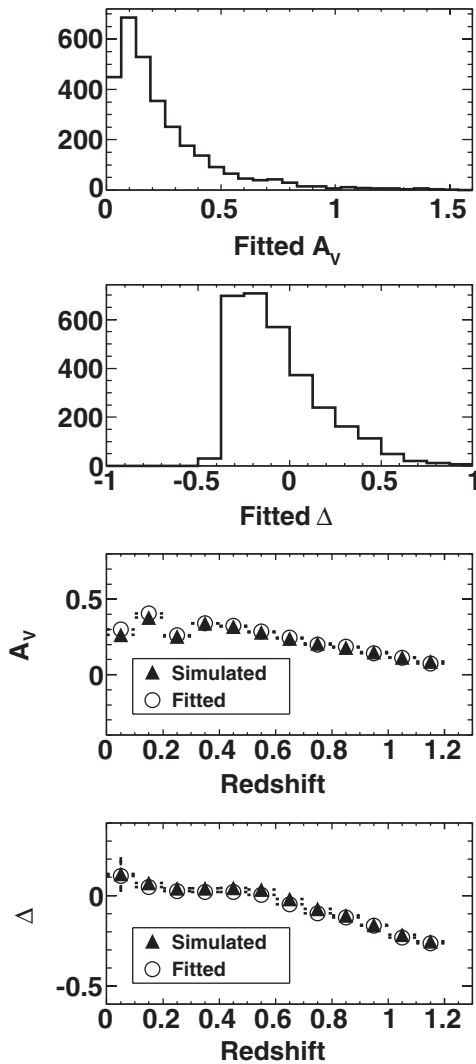 600
400
200
0
0 0.5 1 1.5
Fitted A_V
600
400
200
0
-1 -0.5 0 0.5 1
Fitted Δ
A_V
0.5
0
Simulated
Fitted
0 0.2 0.4 0.6 0.8 1 1.2
Redshift
Δ
0
-0.5
Simulated
Fitted
0 0.2 0.4 0.6 0.8 1 1.2
Redshift